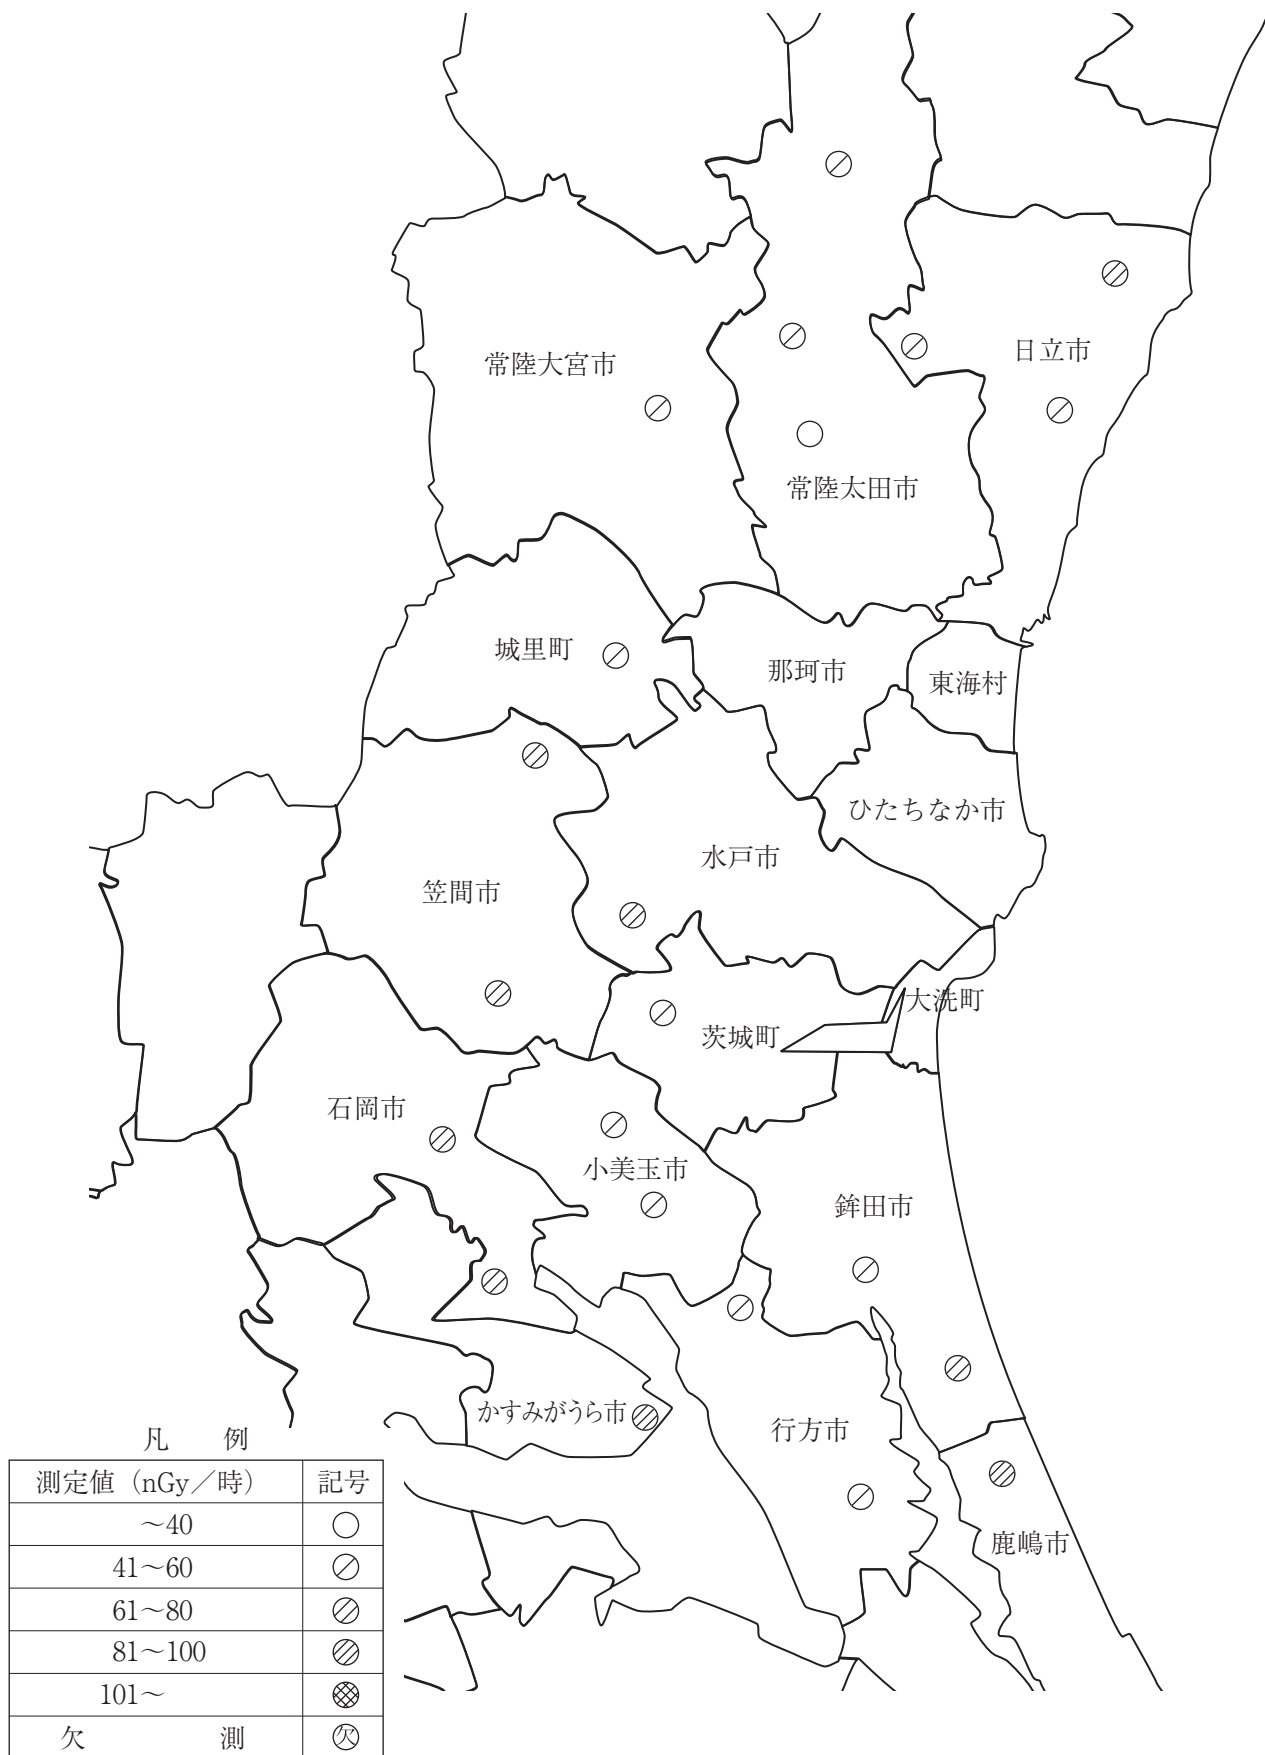 常陸大宮市
日立市
常陸太田市
城里町
那珂市
東海村
ひたちなか市
水戸市
笠間市
大洗町
茨城町
石岡市
小美玉市
鉾田市
かすみがうら市
行方市
鹿嶋市
凡 例
測定値（nGy／時） 記号
～40
41～60
61～80
81～100
101～
欠 測 欠